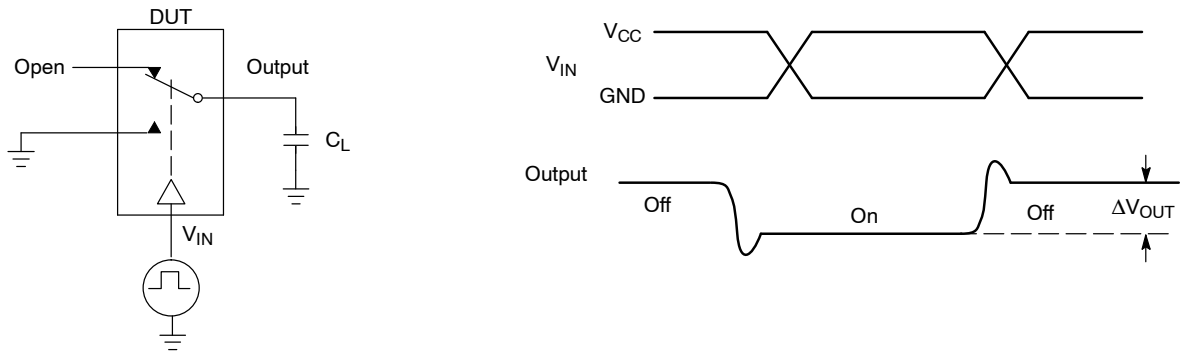 DUT
Open
Output
C_L
V_IN
V_CC
V_IN
GND
Output
Off
On
Off
ΔV_OUT